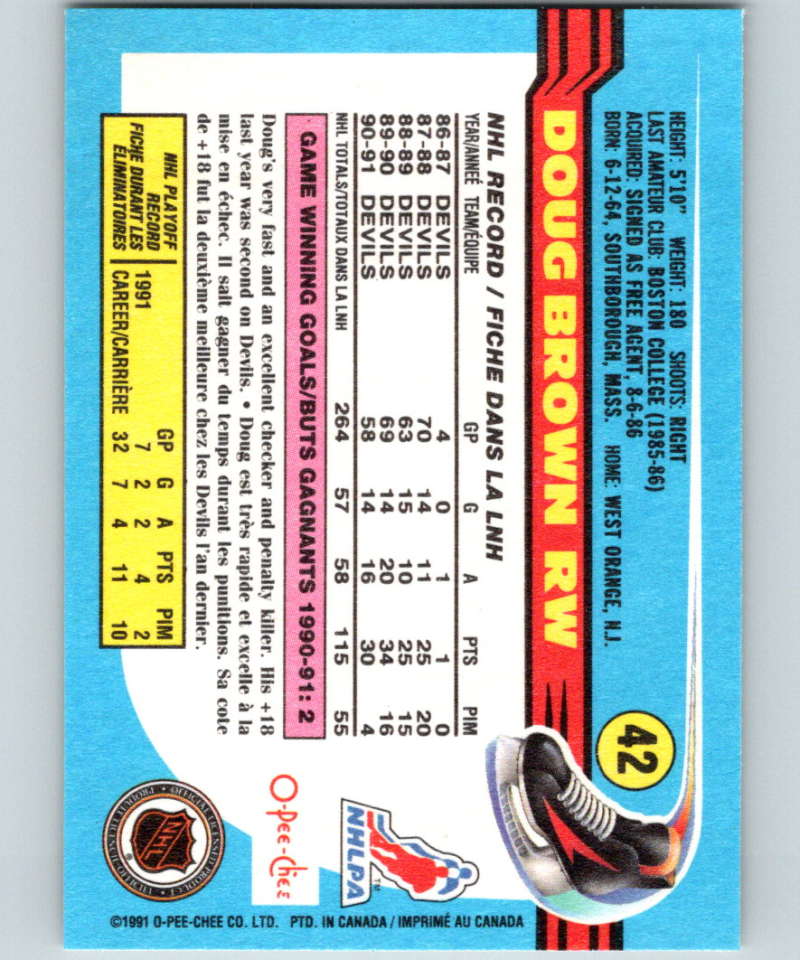 42
HEIGHT: 5'10" WEIGHT: 180 SHOOTS: RIGHT
LAST AMATEUR CLUB: BOSTON COLLEGE (1985-86)
ACQUIRED: SIGNED AS FREE AGENT, 8-6-86
BORN: 6-12-64, SOUTHBOROUGH, MASS. HOME: WEST ORANGE, N.J.
DOUG BROWN RW
NHL RECORD / FICHE DANS LA LNH
YEAR/ANNEÉ TEAM/ÉQUIPE GP G A PTS PIM
86-87 DEVILS 4 0 1 1 0
87-88 DEVILS 70 14 11 25 20
88-89 DEVILS 63 15 10 25 15
89-90 DEVILS 69 14 20 34 16
90-91 DEVILS 58 14 16 30 4
NHL TOTALS/TOTAUX DANS LA LNH 264 57 58 115 55
GAME WINNING GOALS/BUTS GAGNANTS 1990-91: 2
Doug's very fast and an excellent checker and penalty killer. His +18
last year was second on Devils. • Doug est très rapide et excelle à la
mise en échec. Il sait gagner du temps durant les punitions. Sa cote
de +18 fut la deuxième meilleure chez les Devils l'an dernier.
NHL PLAYOFF RECORD
FICHE DURANT LES ÉLIMINATOIRES
GP G A PTS PIM
1991 7 2 2 4 2
CAREER/CARRIÈRE 32 7 4 11 10
NHLPA
TM
O-Pee-Chee
OFFICIAL LICENSED PRODUCT
NHL
®
©1991 O-PEE-CHEE CO. LTD. PTD. IN CANADA / IMPRIMÉ AU CANADA